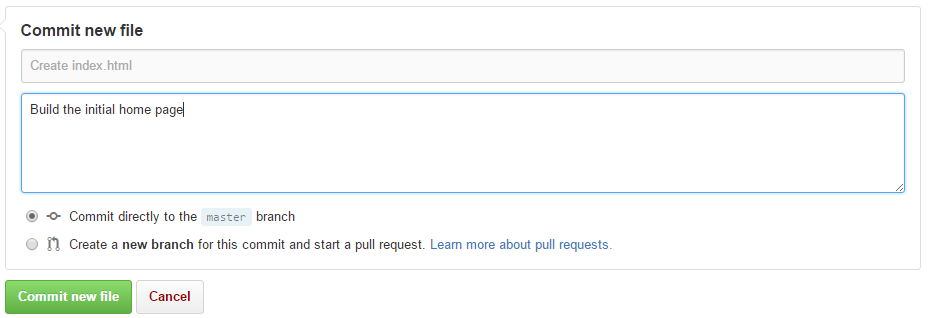 Commit new file
Create index.html
Build the initial home page
Commit directly to the master branch
Create a new branch for this commit and start a pull request. Learn more about pull requests.
Commit new file Cancel